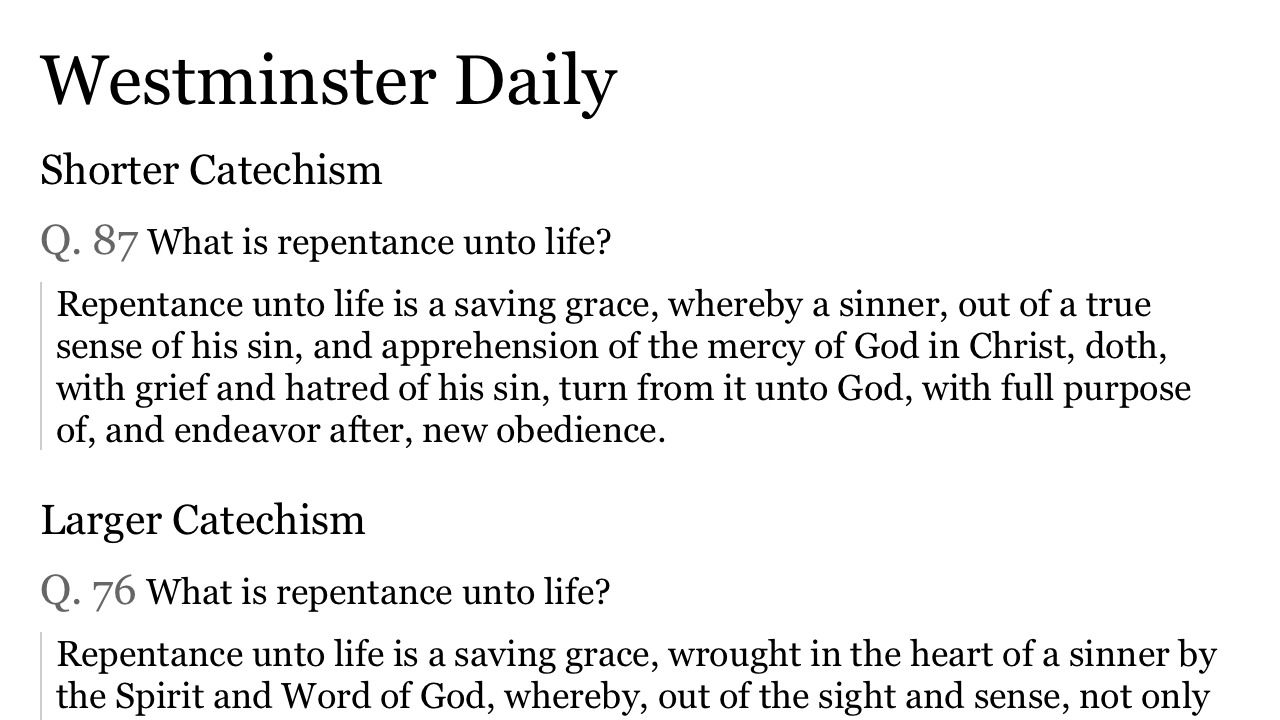 Westminster Daily
Shorter Catechism
Q. 87 What is repentance unto life?
Repentance unto life is a saving grace, whereby a sinner, out of a true
sense of his sin, and apprehension of the mercy of God in Christ, doth,
with grief and hatred of his sin, turn from it unto God, with full purpose
of, and endeavor after, new obedience.
Larger Catechism
Q. 76 What is repentance unto life?
Repentance unto life is a saving grace, wrought in the heart of a sinner by
the Spirit and Word of God, whereby, out of the sight and sense, not only